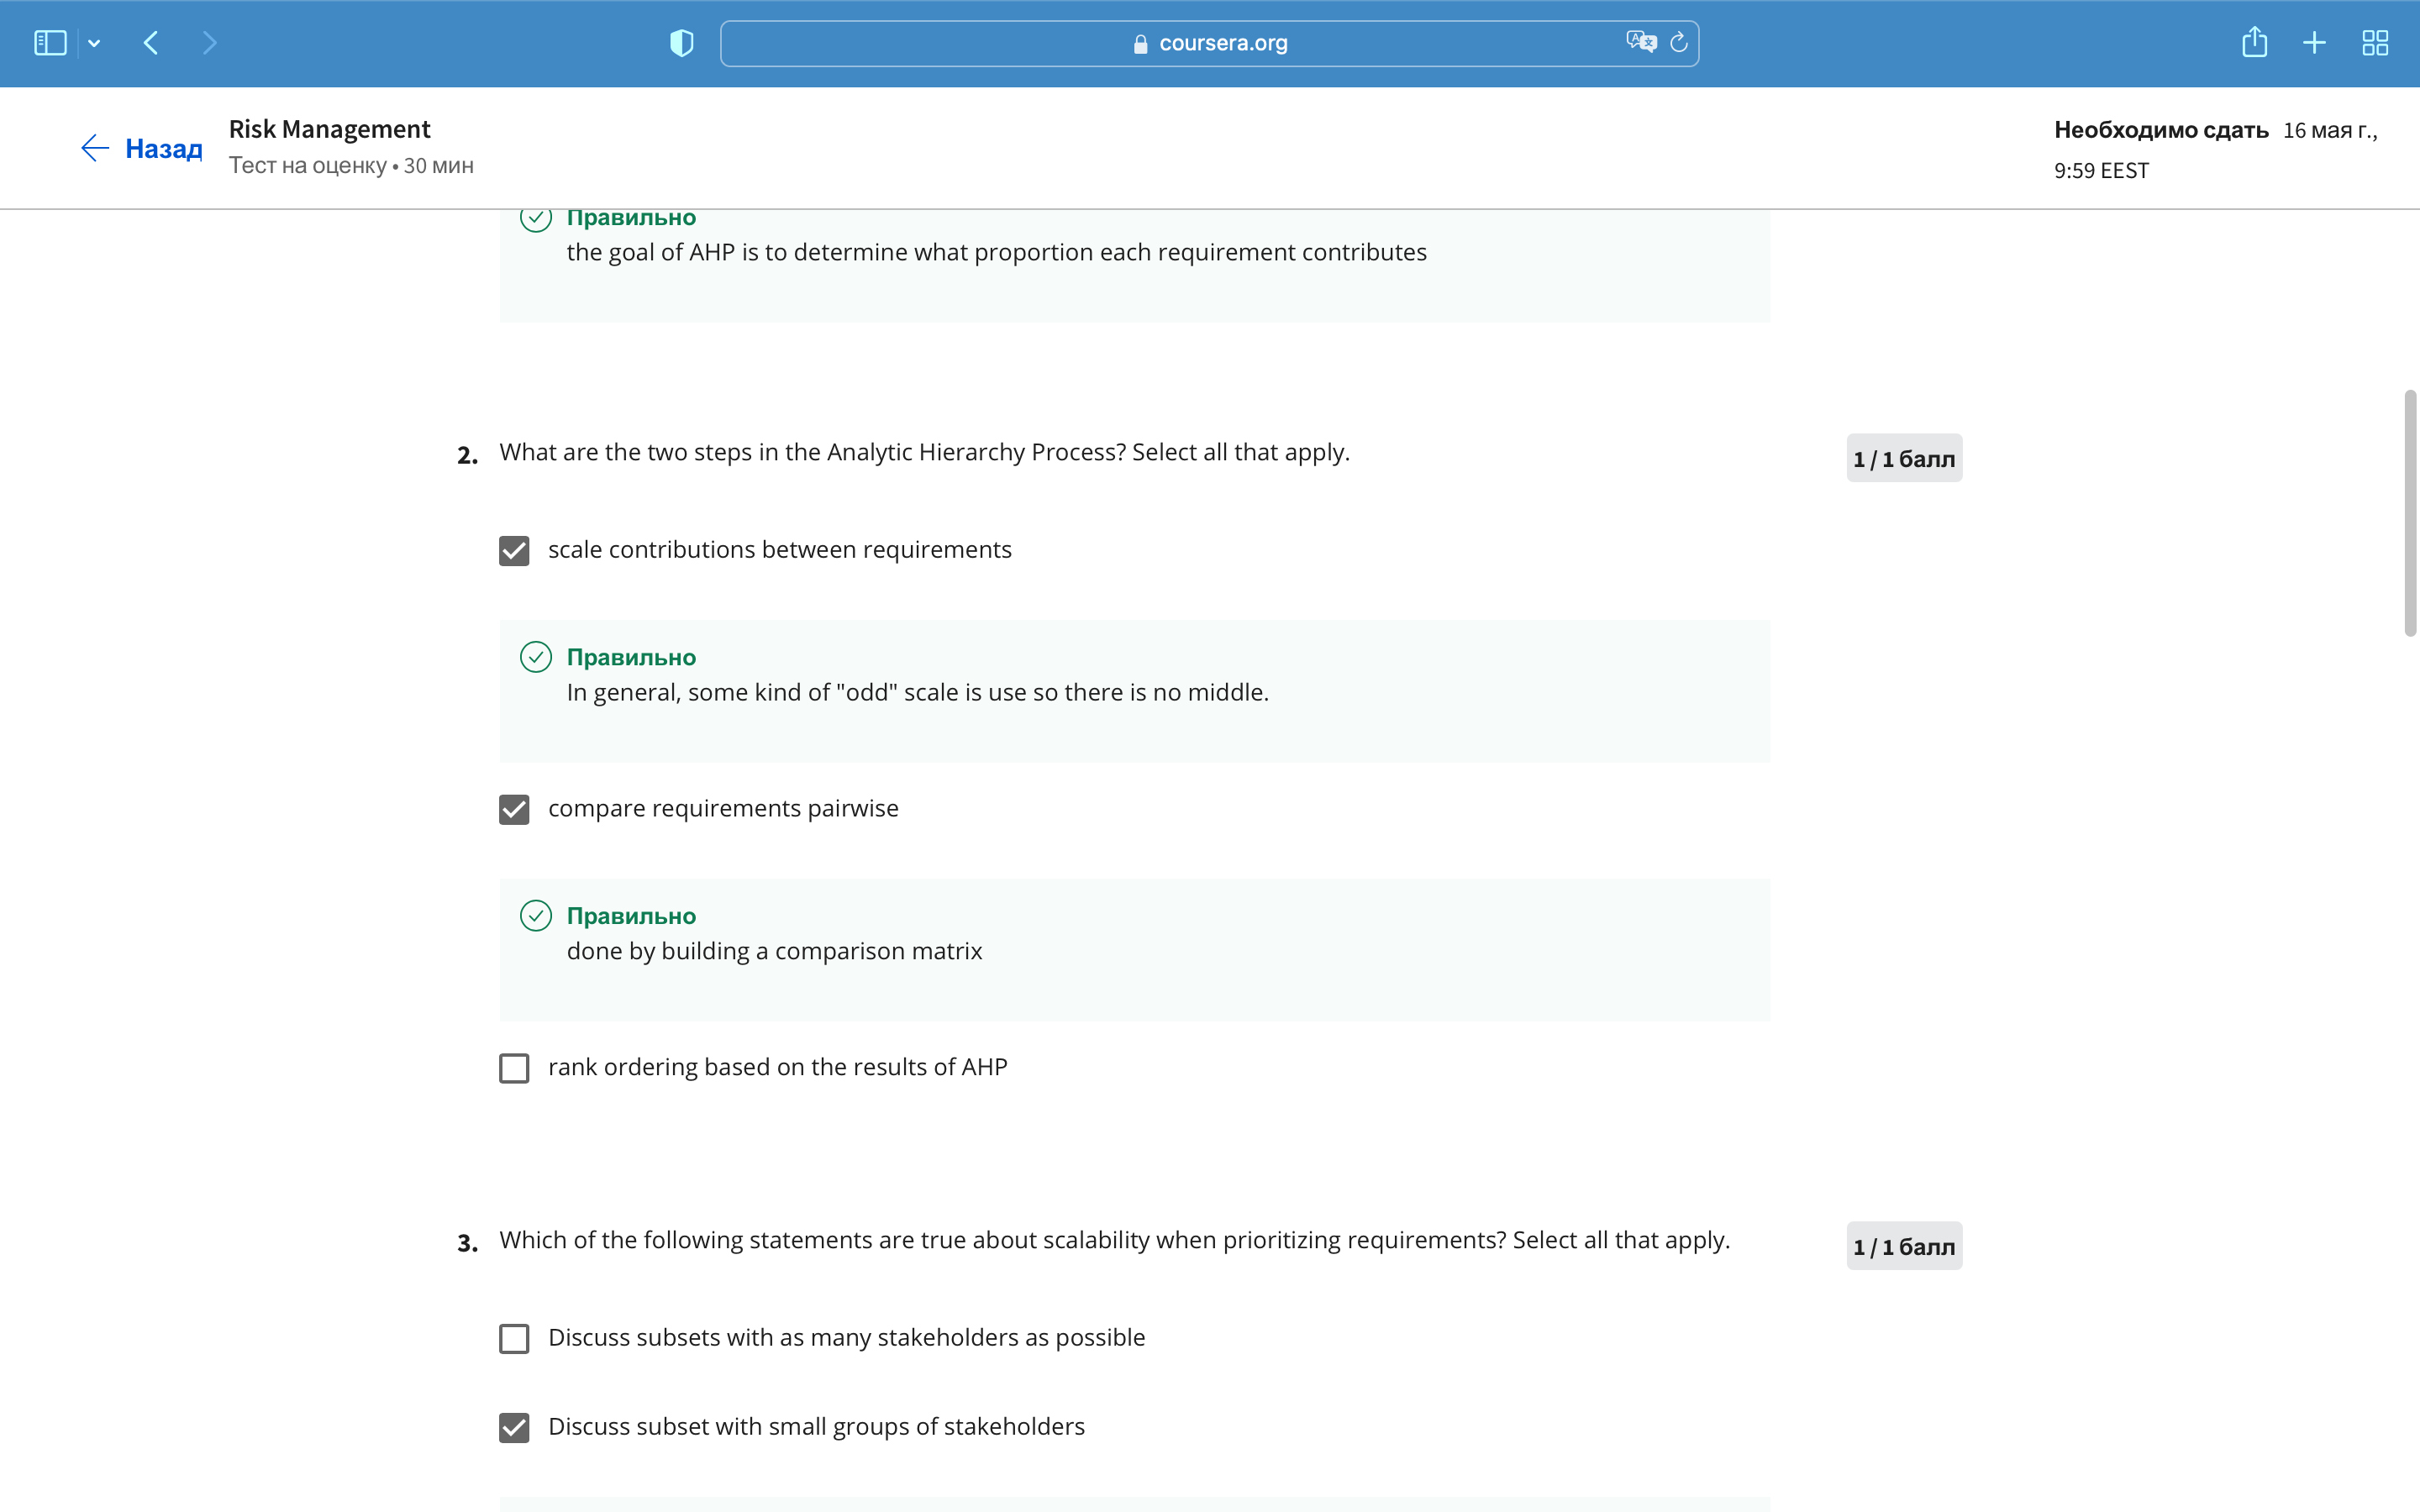 coursera.org
Назад
Risk Management
Тест на оценку • 30 мин
Необходимо сдать 16 мая г.,
9:59 EEST
Правильно
the goal of AHP is to determine what proportion each requirement contributes
2. What are the two steps in the Analytic Hierarchy Process? Select all that apply.
1 / 1 балл
scale contributions between requirements
Правильно
In general, some kind of "odd" scale is use so there is no middle.
compare requirements pairwise
Правильно
done by building a comparison matrix
rank ordering based on the results of AHP
3. Which of the following statements are true about scalability when prioritizing requirements? Select all that apply.
1 / 1 балл
Discuss subsets with as many stakeholders as possible
Discuss subset with small groups of stakeholders